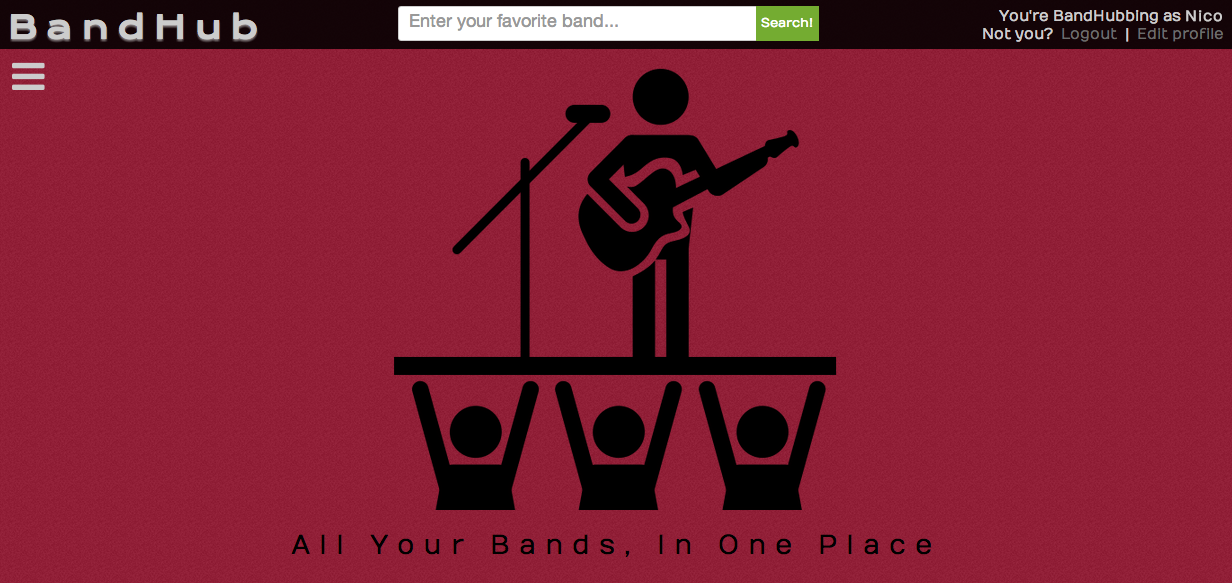 BandHub
Enter your favorite band...
Search!
You're BandHubbing as Nico
Not you? Logout | Edit profile
All Your Bands, In One Place